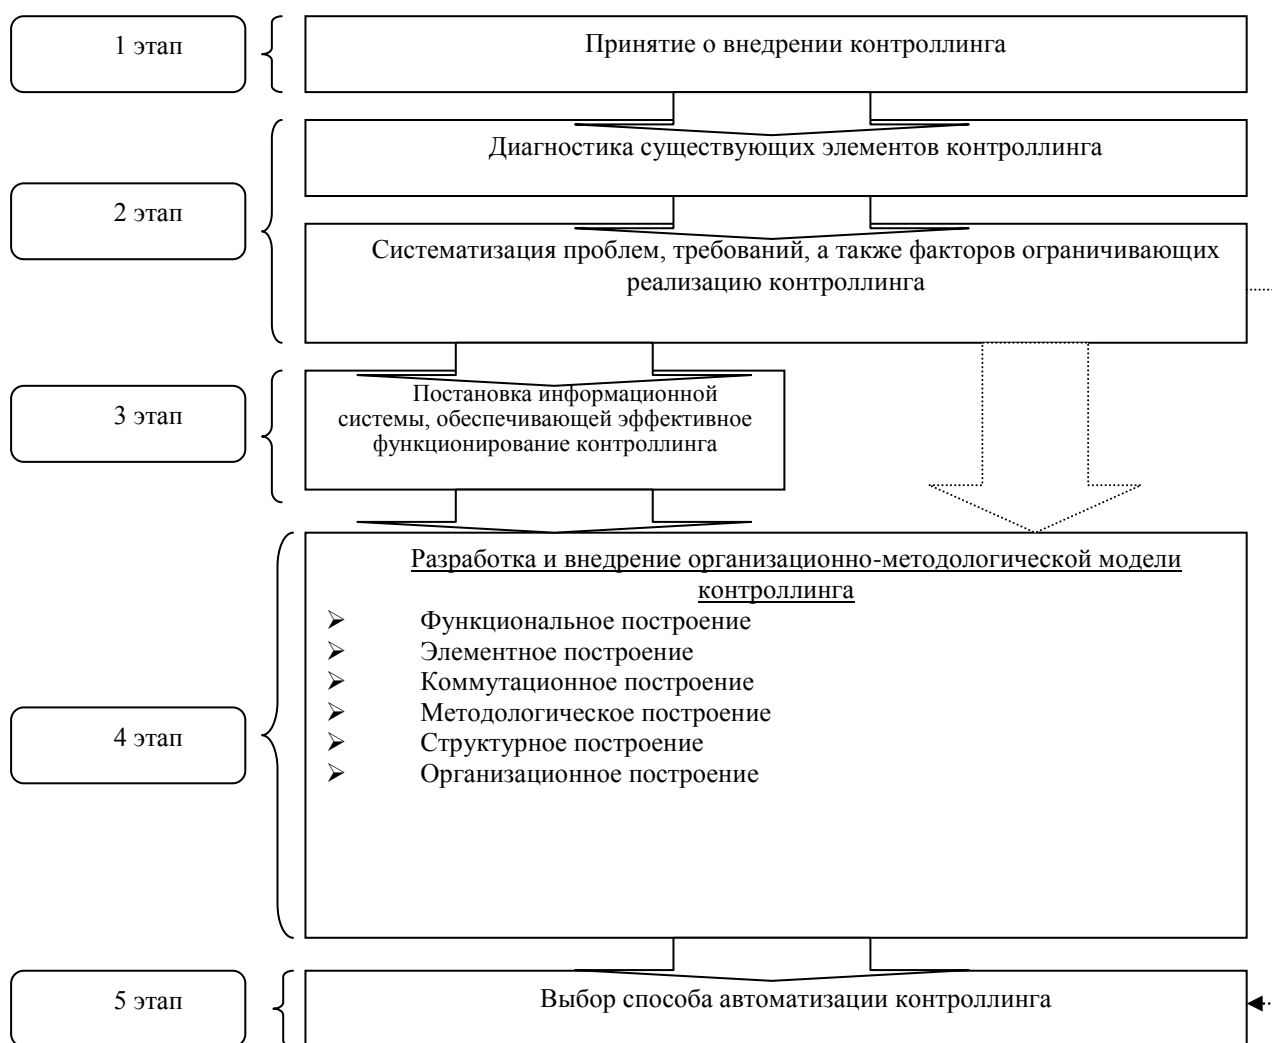 1 этап
Принятие о внедрении контроллинга
2 этап
Диагностика существующих элементов контроллинга
Систематизация проблем, требований, а также факторов ограничивающих
реализацию контроллинга
3 этап
Постановка информационной
системы, обеспечивающей эффективное
функционирование контроллинга
4 этап
Разработка и внедрение организационно-методологической модели
контроллинга
➢ Функциональное построение
➢ Элементное построение
➢ Коммутационное построение
➢ Методологическое построение
➢ Структурное построение
➢ Организационное построение
5 этап
Выбор способа автоматизации контроллинга